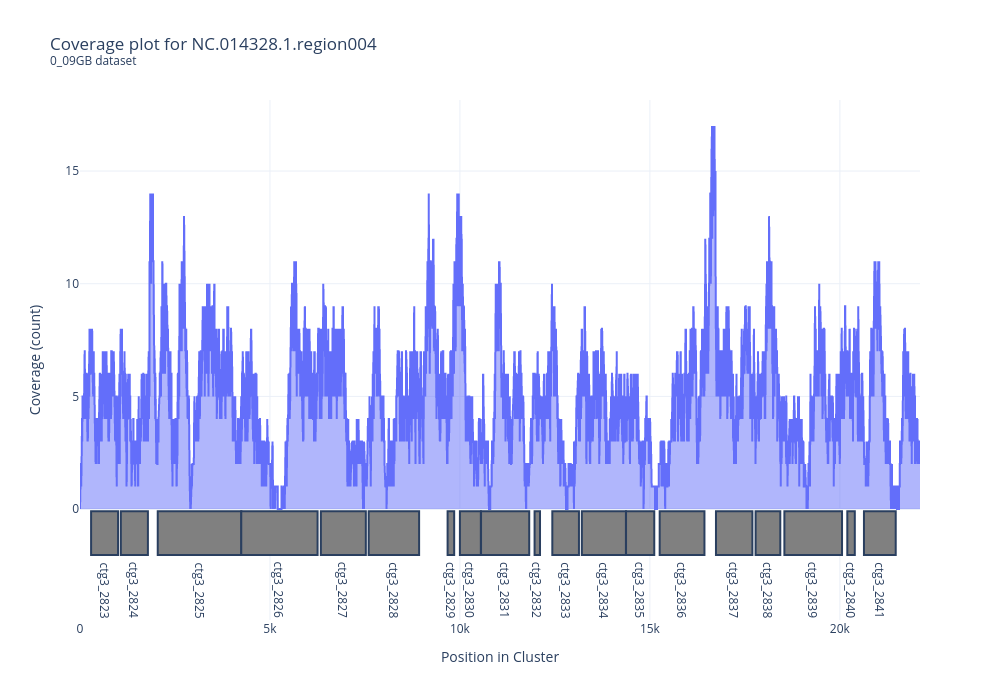 Coverage plot for NC.014328.1.region004
0_09GB dataset
15
10
5
0
Coverage (count)
ctg3_2823
ctg3_2824
ctg3_2825
ctg3_2826
ctg3_2827
ctg3_2828
ctg3_2829
ctg3_2830
ctg3_2831
ctg3_2832
ctg3_2833
ctg3_2834
ctg3_2835
ctg3_2836
ctg3_2837
ctg3_2838
ctg3_2839
ctg3_2840
ctg3_2841
0 5k 10k 15k 20k
Position in Cluster